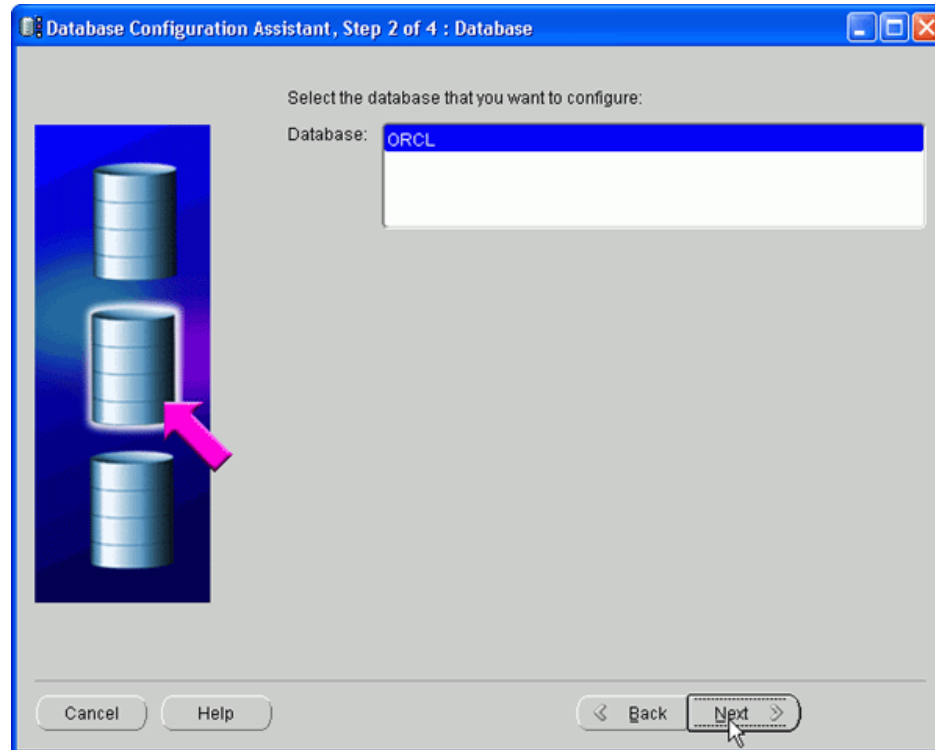 Database Configuration Assistant, Step 2 of 4 : Database
Select the database that you want to configure:
Database: ORCL
Cancel Help Back Next